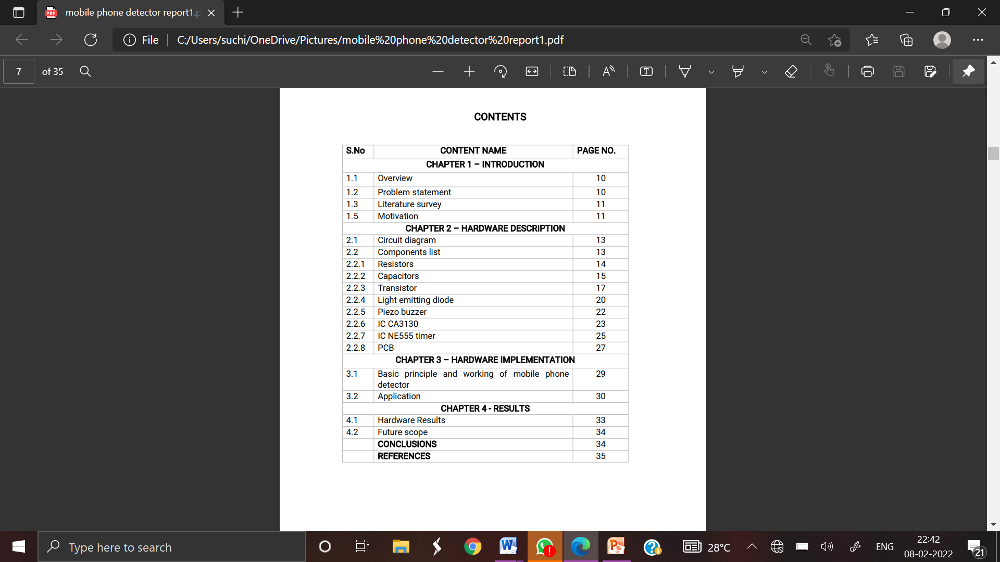 mobile phone detector report1.p
File
C:/Users/suchi/OneDrive/Pictures/mobile%20phone%20detector%20report1.pdf
7 of 35
CONTENTS
S.No CONTENT NAME PAGE NO.
CHAPTER 1 – INTRODUCTION
1.1 Overview 10
1.2 Problem statement 10
1.3 Literature survey 11
1.5 Motivation 11
CHAPTER 2 – HARDWARE DESCRIPTION
2.1 Circuit diagram 13
2.2 Components list 13
2.2.1 Resistors 14
2.2.2 Capacitors 15
2.2.3 Transistor 17
2.2.4 Light emitting diode 20
2.2.5 Piezo buzzer 22
2.2.6 IC CA3130 23
2.2.7 IC NE555 timer 25
2.2.8 PCB 27
CHAPTER 3 – HARDWARE IMPLEMENTATION
3.1 Basic principle and working of mobile phone 29
detector
3.2 Application 30
CHAPTER 4 - RESULTS
4.1 Hardware Results 33
4.2 Future scope 34
CONCLUSIONS 34
REFERENCES 35
Type here to search
28°C
ENG
22:42
08-02-2022
21